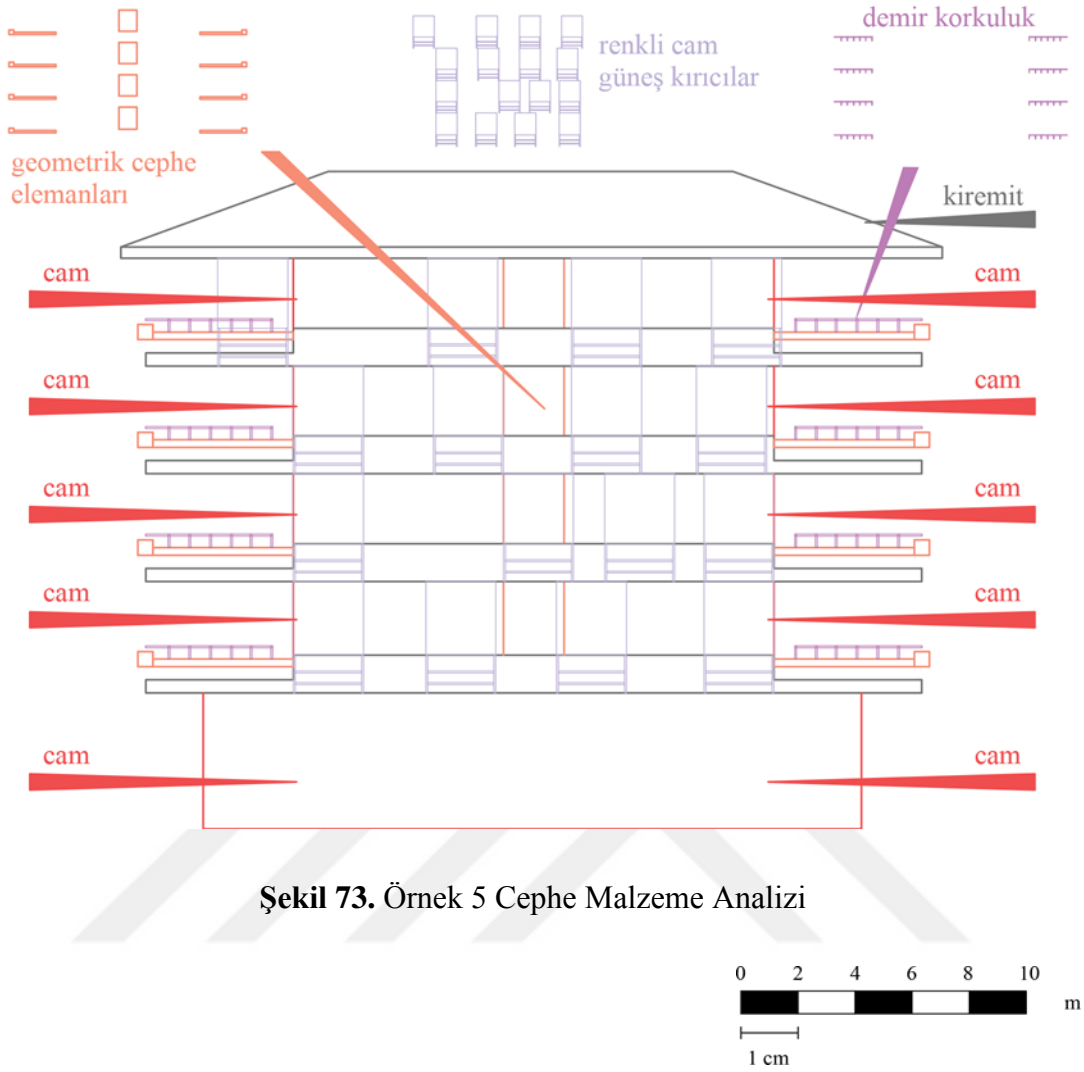 demir korkuluk
renkli cam
güneş kırıcılar
geometrik cephe
elemanları
kiremit
cam
cam
cam
cam
cam
cam
cam
cam
cam
cam
Şekil 73. Örnek 5 Cephe Malzeme Analizi
0 2 4 6 8 10
m
1 cm